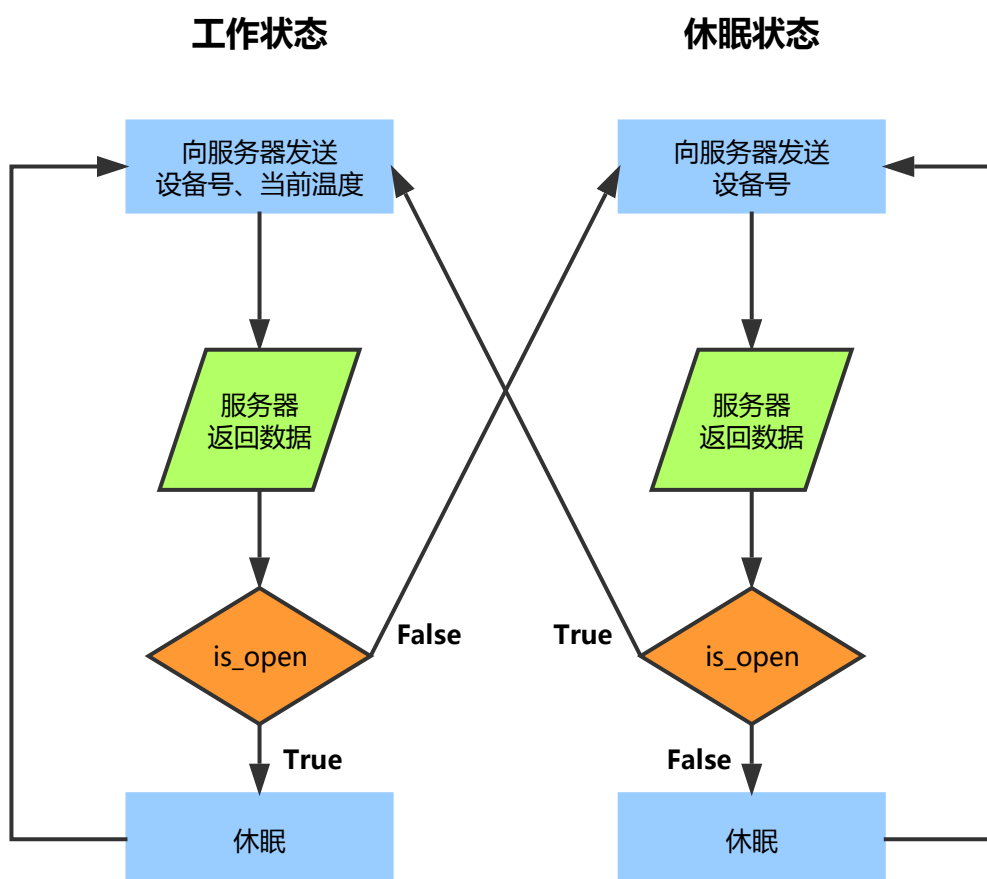 工作状态
休眠状态
向服务器发送
设备号、当前温度
向服务器发送
设备号
服务器
返回数据
服务器
返回数据
is_open
False
True
is_open
True
False
休眠
休眠